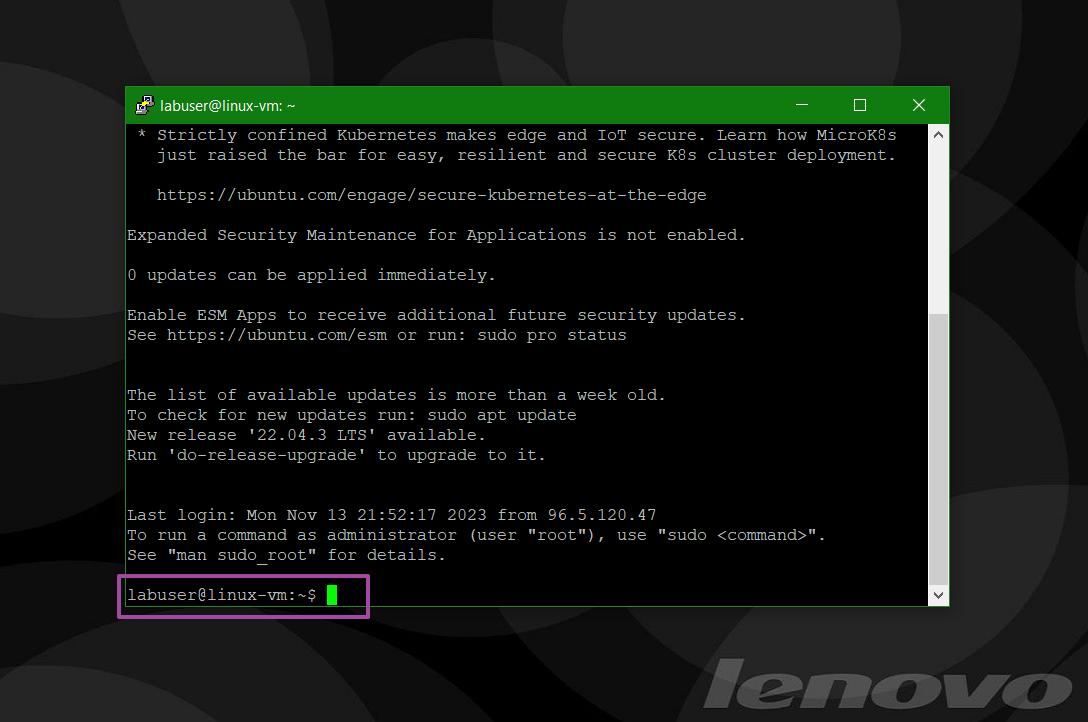 labuser@linux-vm: ~
* Strictly confined Kubernetes makes edge and IoT secure. Learn how MicroK8s
just raised the bar for easy, resilient and secure K8s cluster deployment.
https://ubuntu.com/engage/secure-kubernetes-at-the-edge
Expanded Security Maintenance for Applications is not enabled.
0 updates can be applied immediately.
Enable ESM Apps to receive additional future security updates.
See https://ubuntu.com/esm or run: sudo pro status
The list of available updates is more than a week old.
To check for new updates run: sudo apt update
New release '22.04.3 LTS' available.
Run 'do-release-upgrade' to upgrade to it.
Last login: Mon Nov 13 21:52:17 2023 from 96.5.120.47
To run a command as administrator (user "root"), use "sudo <command>".
See "man sudo_root" for details.
labuser@linux-vm:~$
lenovo